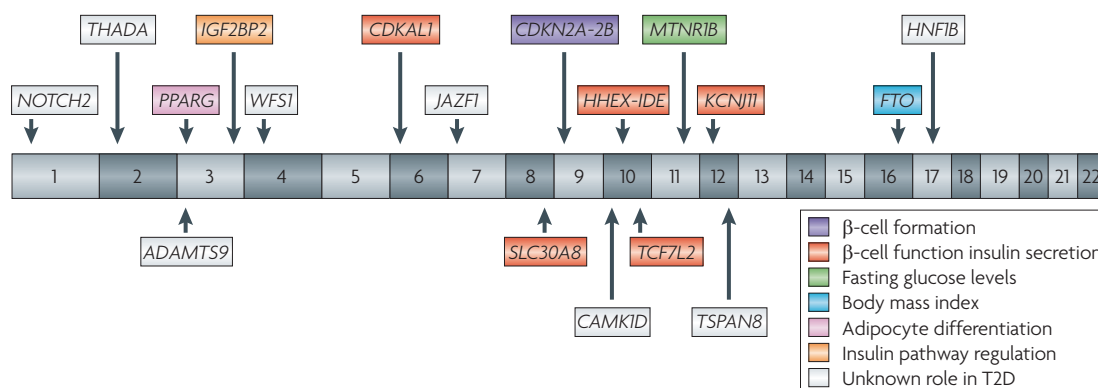 THADA IGF2BP2 CDKAL1 CDKN2A-2B MTNR1B HNF1B
NOTCH2 PPARG WFS1 JAZF1 HHEX-IDE KCNJ11 FTO
1 2 3 4 5 6 7 8 9 10 11 12 13 14 15 16 17 18 19 20 21 22
ADAMTS9 SLC30A8 TCF7L2
CAMK1D TSPAN8
β-cell formation
β-cell function insulin secretion
Fasting glucose levels
Body mass index
Adipocyte differentiation
Insulin pathway regulation
Unknown role in T2D